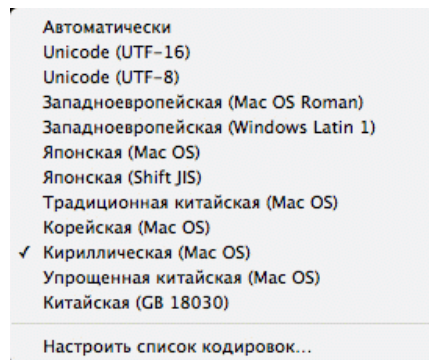 Автоматически
Unicode (UTF-16)
Unicode (UTF-8)
Западноевропейская (Mac OS Roman)
Западноевропейская (Windows Latin 1)
Японская (Mac OS)
Японская (Shift JIS)
Традиционная китайская (Mac OS)
Корейская (Mac OS)
✓ Кириллическая (Mac OS)
Упрощенная китайская (Mac OS)
Китайская (GB 18030)
Настроить список кодировок...